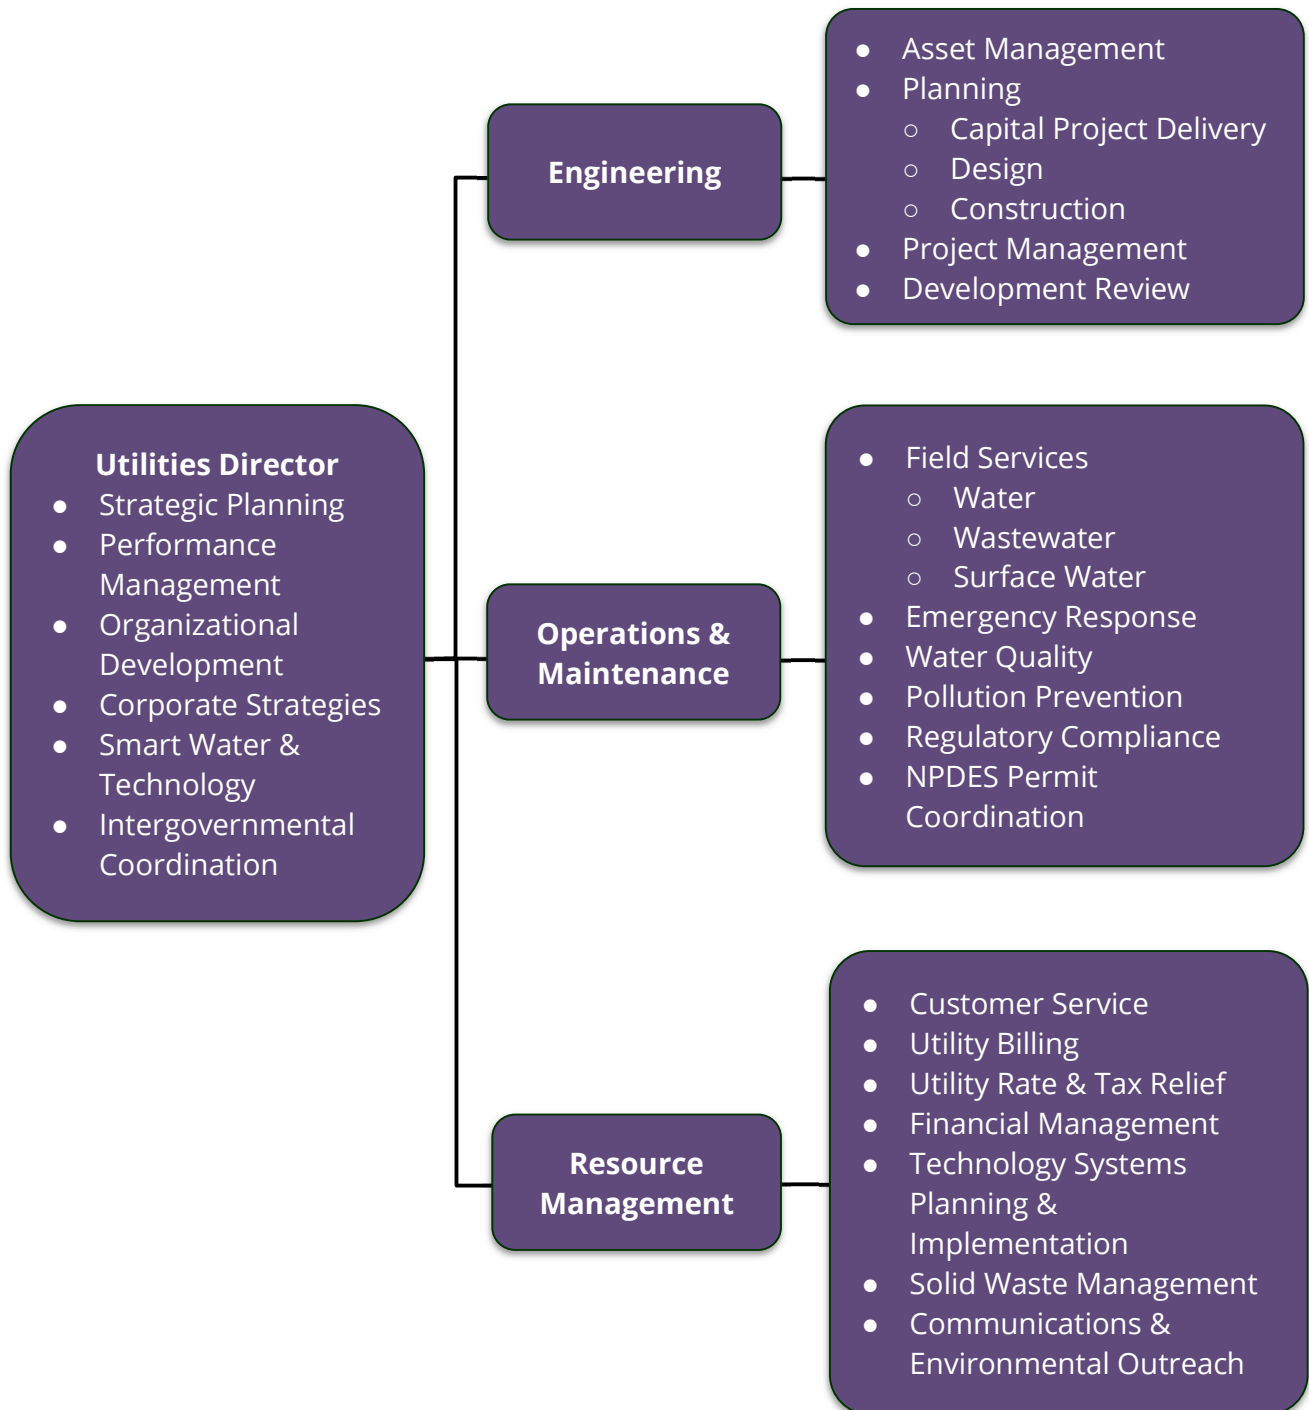 Utilities Director
● Strategic Planning
● Performance
Management
● Organizational
Development
● Corporate Strategies
● Smart Water &
Technology
● Intergovernmental
Coordination
Engineering
● Asset Management
● Planning
○ Capital Project Delivery
○ Design
○ Construction
● Project Management
● Development Review
Operations &
Maintenance
● Field Services
○ Water
○ Wastewater
○ Surface Water
● Emergency Response
● Water Quality
● Pollution Prevention
● Regulatory Compliance
● NPDES Permit
Coordination
Resource
Management
● Customer Service
● Utility Billing
● Utility Rate & Tax Relief
● Financial Management
● Technology Systems
Planning &
Implementation
● Solid Waste Management
● Communications &
Environmental Outreach